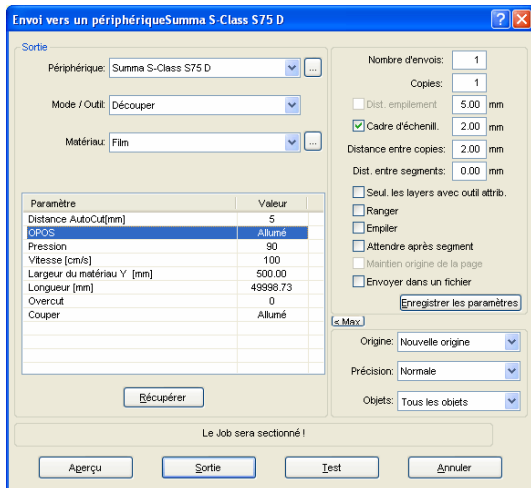 Envoi vers un périphériqueSumma S-Class S75 D
Sortie
Périphérique: Summa S-Class S75 D ...
Mode / Outil: Découper
Matériau: Film ...
Paramètre Valeur
Distance AutoCut[mm] 5
OPOS Allumé
Pression 90
Vitesse [cm/s] 100
Largeur du matériau Y [mm] 500.00
Longueur [mm] 49998.73
Overcut 0
Couper Allumé
Récupérer
Nombre d'envois: 1
Copies: 1
Dist. empilement 5.00 mm
Cadre d'échenill. 2.00 mm
Distance entre copies: 2.00 mm
Dist. entre segments: 0.00 mm
Seul. les layers avec outil attrib.
Ranger
Empiler
Attendre après segment
Maintien origine de la page
Envoyer dans un fichier
Enregistrer les paramètres
< Max
Origine: Nouvelle origine
Précision: Normale
Objets: Tous les objets
Le Job sera sectionné !
Aperçu Sortie Test Annuler